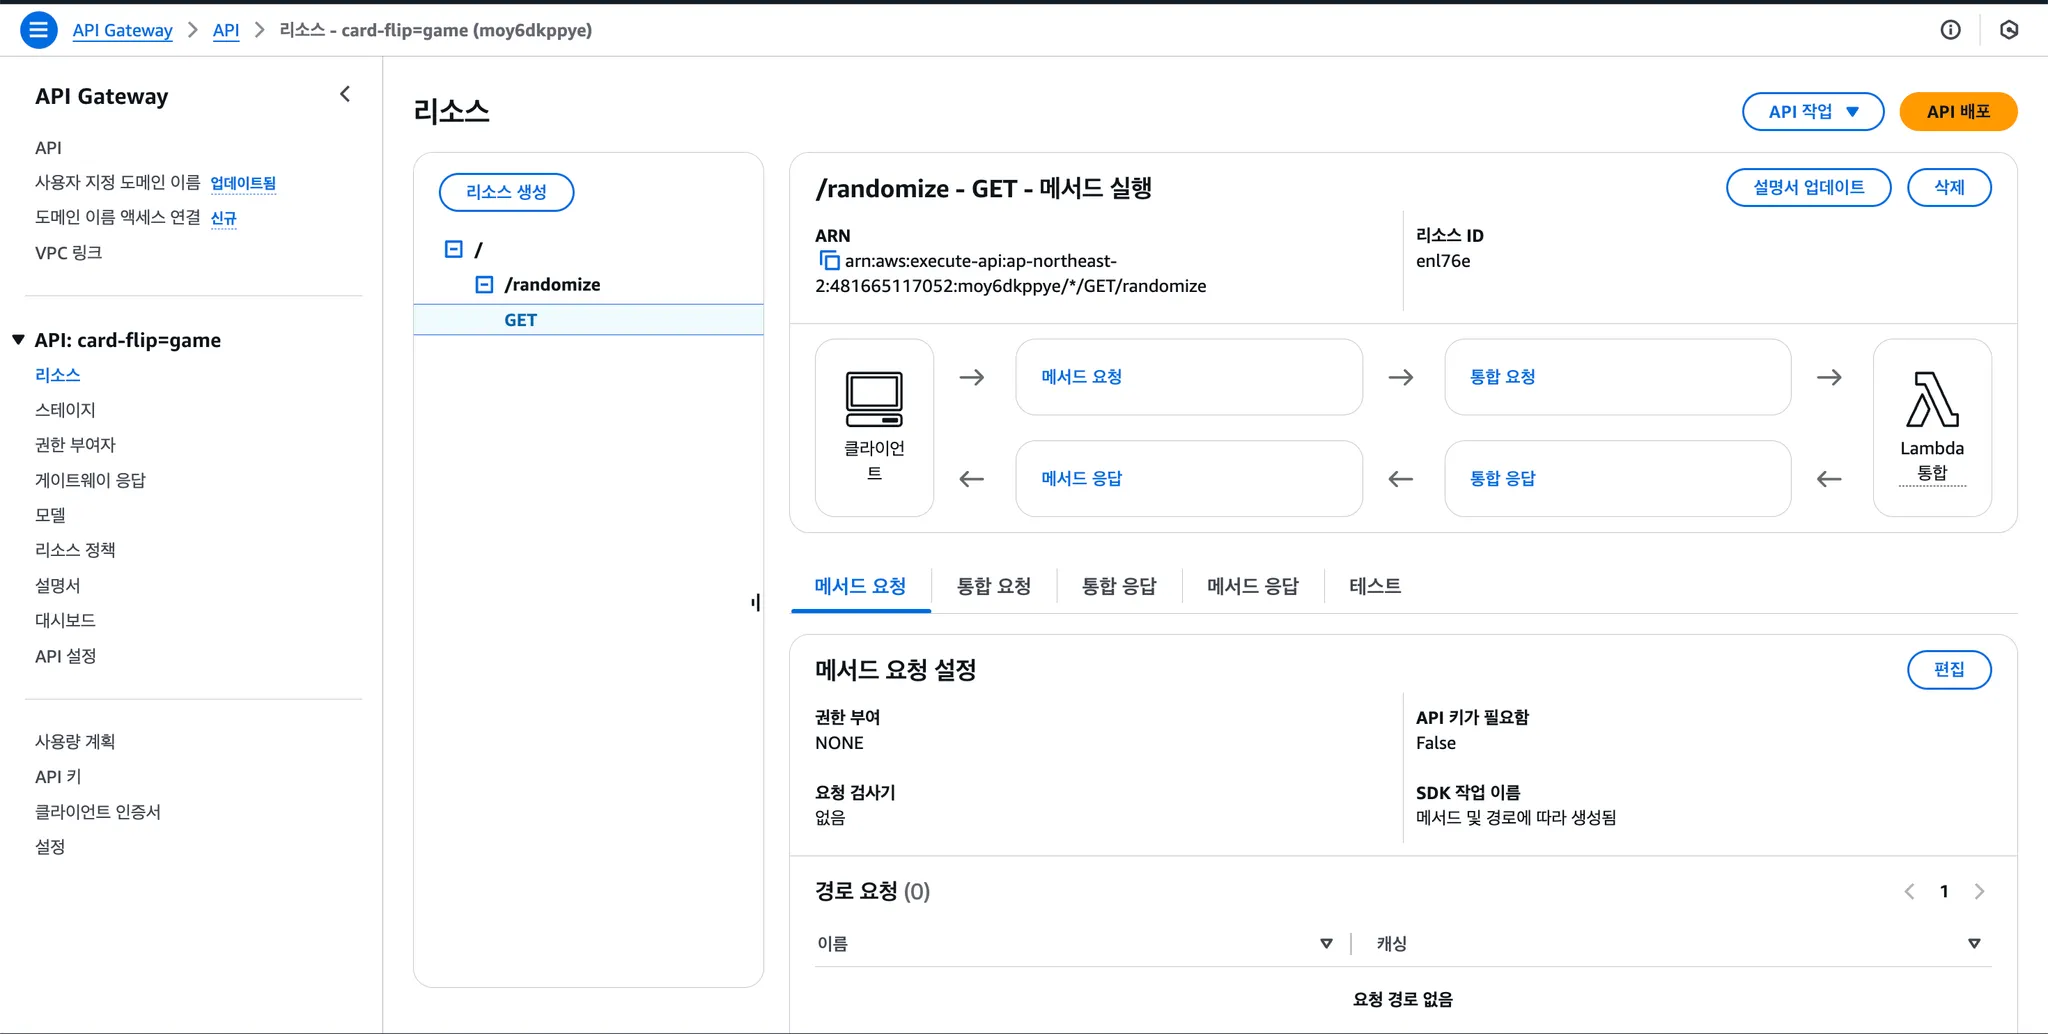 API Gateway
API
리소스 - card-flip=game (moy6dkppye)
API Gateway
API
사용자 지정 도메인 이름 업데이트됨
도메인 이름 액세스 연결 신규
VPC 링크
API: card-flip=game
리소스
스테이지
권한 부여자
게이트웨이 응답
모델
리소스 정책
설명서
대시보드
API 설정
사용량 계획
API 키
클라이언트 인증서
설정
리소스
API 작업
API 배포
리소스 생성
/
/randomize
GET
/randomize - GET - 메서드 실행
설명서 업데이트
삭제
ARN
arn:aws:execute-api:ap-northeast-
2:481665117052:moy6dkppye/*/GET/randomize
리소스 ID
enl76e
클라이언
트
메서드 요청
통합 요청
메서드 응답
통합 응답
Lambda
통합
메서드 요청
통합 요청
통합 응답
메서드 응답
테스트
메서드 요청 설정
편집
권한 부여
NONE
API 키가 필요함
False
요청 검사기
없음
SDK 작업 이름
메서드 및 경로에 따라 생성됨
경로 요청 (0)
1
이름
캐싱
요청 경로 없음